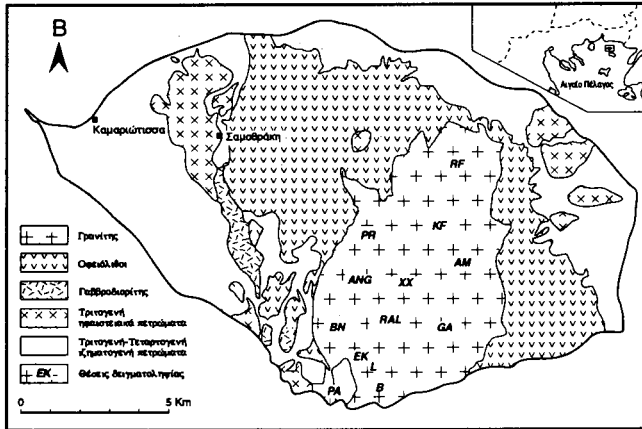 Β
Αιγαίο Πέλαγος
Καμαριώτισσα
Σαμοθράκη
RF
PR
KF
AM
ANG
XX
BN
RAL
GA
EK
L
PA
B
Γρανίτης
Οφειόλιθοι
Γαββροδιορίτης
Τριτογενή
ηφαιστειακά πετρώματα
Τριτογενή-Τεταρτογενή
ιζηματογενή πετρώματα
EK Θέσεις δειγματοληψίας
0 5 Km